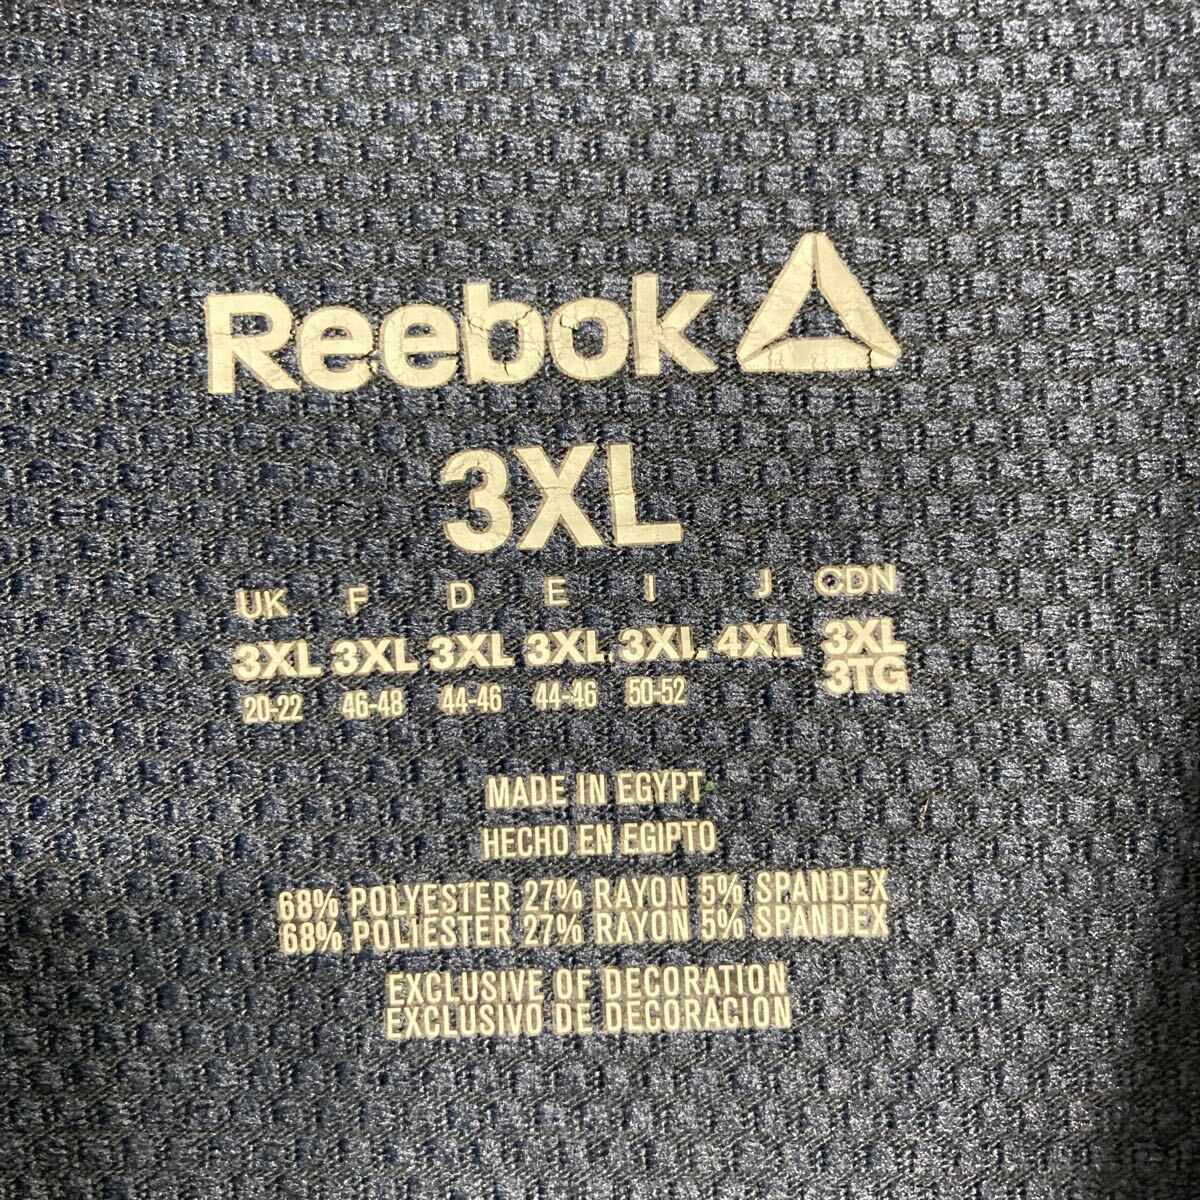 Reebok
3XL
UK F D E I J CDN
3XL 3XL 3XL 3XL 3XL 4XL 3XL
3TG
20-22 46-48 44-46 44-46 50-52
MADE IN EGYPT
HECHO EN EGIPTO
68% POLYESTER 27% RAYON 5% SPANDEX
68% POLIESTER 27% RAYON 5% SPANDEX
EXCLUSIVE OF DECORATION
EXCLUSIVO DE DECORACION